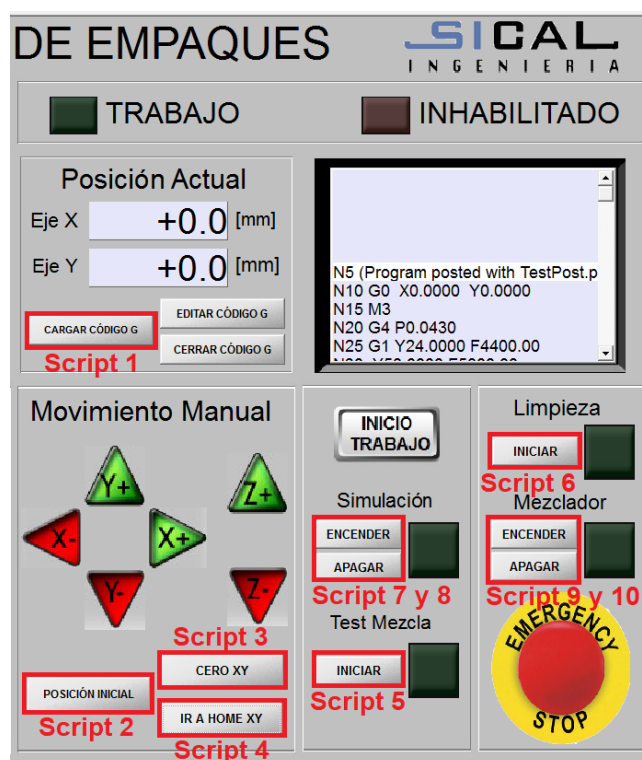 DE EMPAQUES
SICAL
INGENIERIA
TRABAJO
INHABILITADO
Posición Actual
Eje X +0.0 [mm]
Eje Y +0.0 [mm]
CARGAR CÓDIGO G
EDITAR CÓDIGO G
CERRAR CÓDIGO G
Script 1
N5 (Program posted with TestPost.p
N10 G0 X0.0000 Y0.0000
N15 M3
N20 G4 P0.0430
N25 G1 Y24.0000 F4400.00
Movimiento Manual
Y+
Z+
X-
X+
Y-
Z-
Script 3
CERO XY
POSICIÓN INICIAL
Script 2
IR A HOME XY
Script 4
INICIO
TRABAJO
Simulación
ENCENDER
APAGAR
Script 7 y 8
Test Mezcla
INICIAR
Script 5
Limpieza
INICIAR
Script 6
Mezclador
ENCENDER
APAGAR
Script 9 y 10
EMERGENCY
STOP